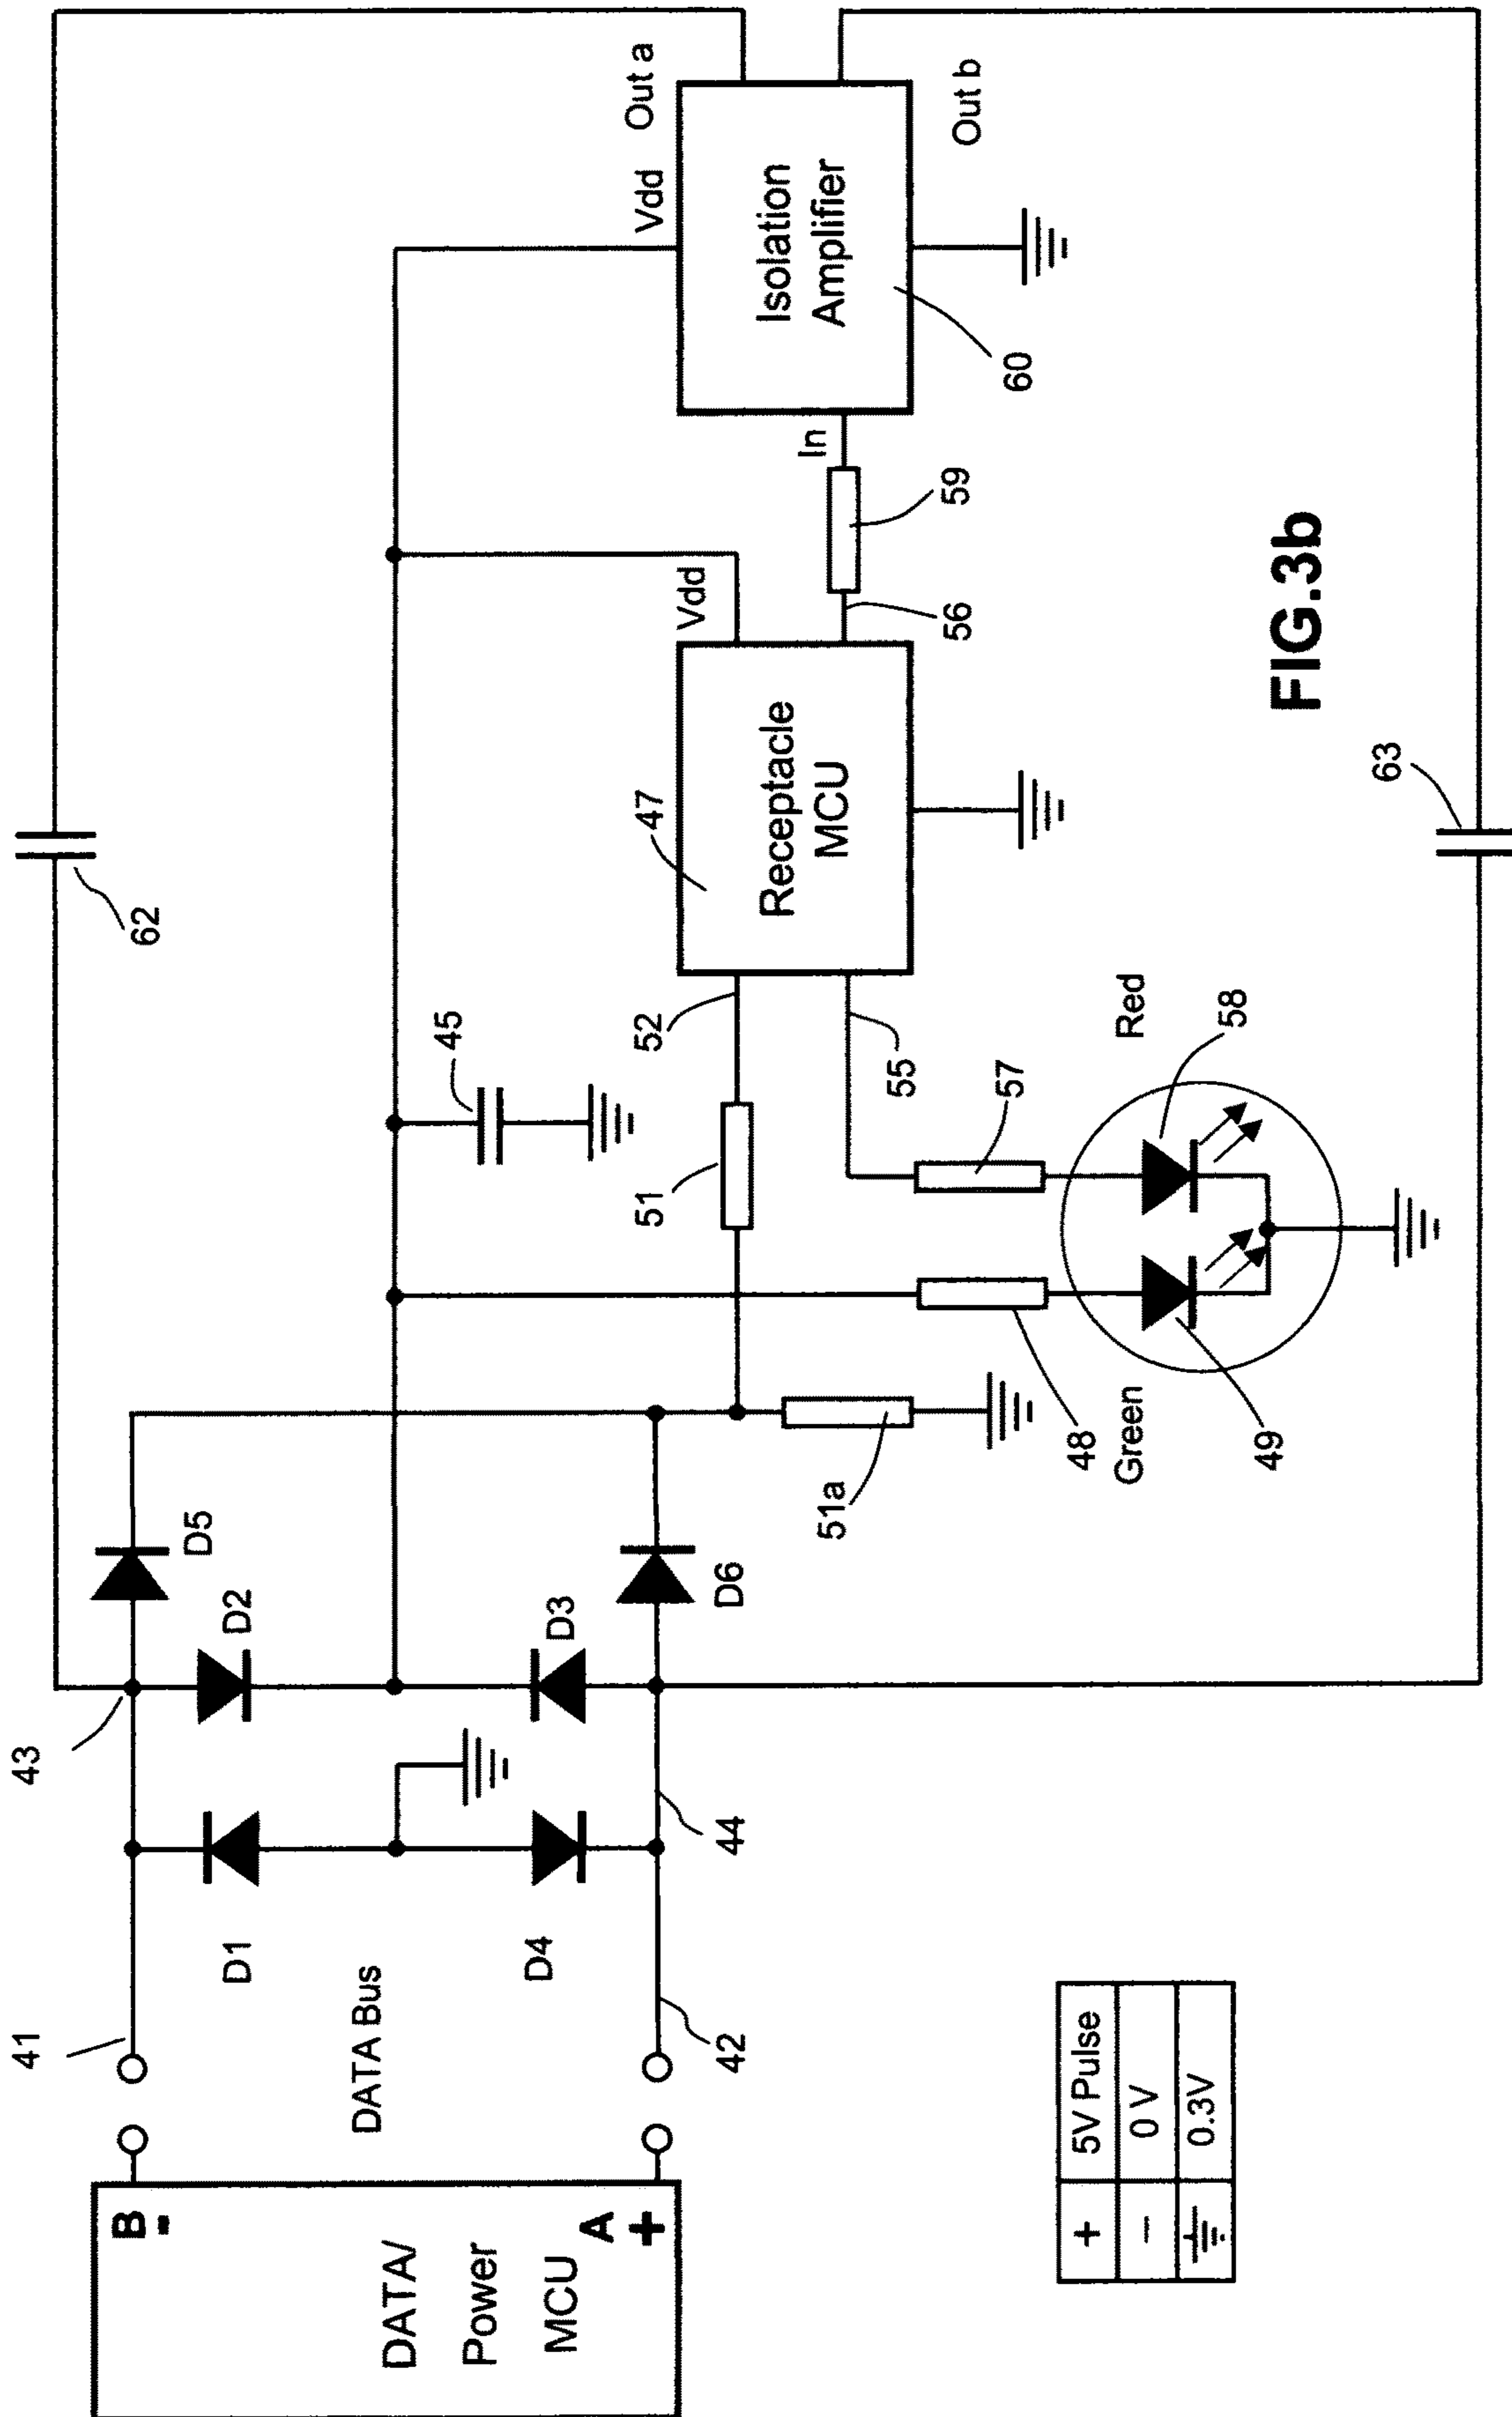 B
-
DATA/
Power
MCU
A
+
41
DATA Bus
42
43
D1
D4
44
D2
D3
D5
D6
51a
62
45
51
52
55
48
Green
49
57
58
Red
47
Receptacle
MCU
Vdd
56
59
In
Isolation
Amplifier
60
Vdd
Out a
Out b
63
+ 5V Pulse
− 0 V
0.3V
FIG.3b